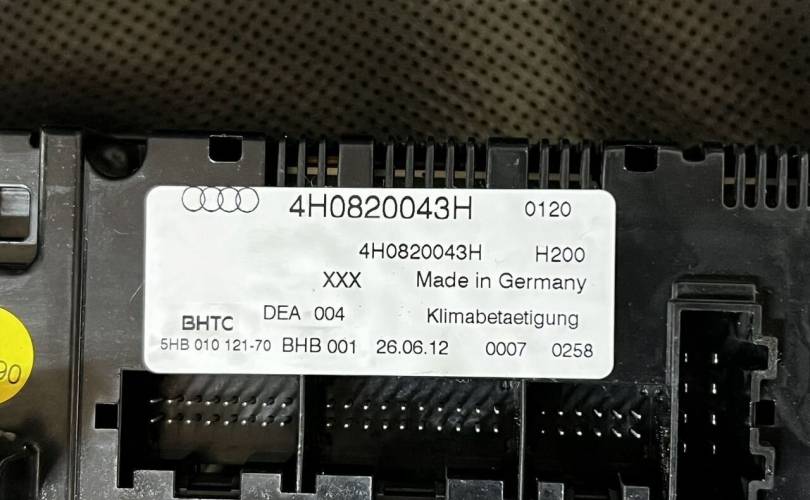 4H0820043H 0120
4H0820043H H200
XXX Made in Germany
DEA 004 Klimabetaetigung
BHTC
5HB 010 121-70 BHB 001 26.06.12 0007 0258
90